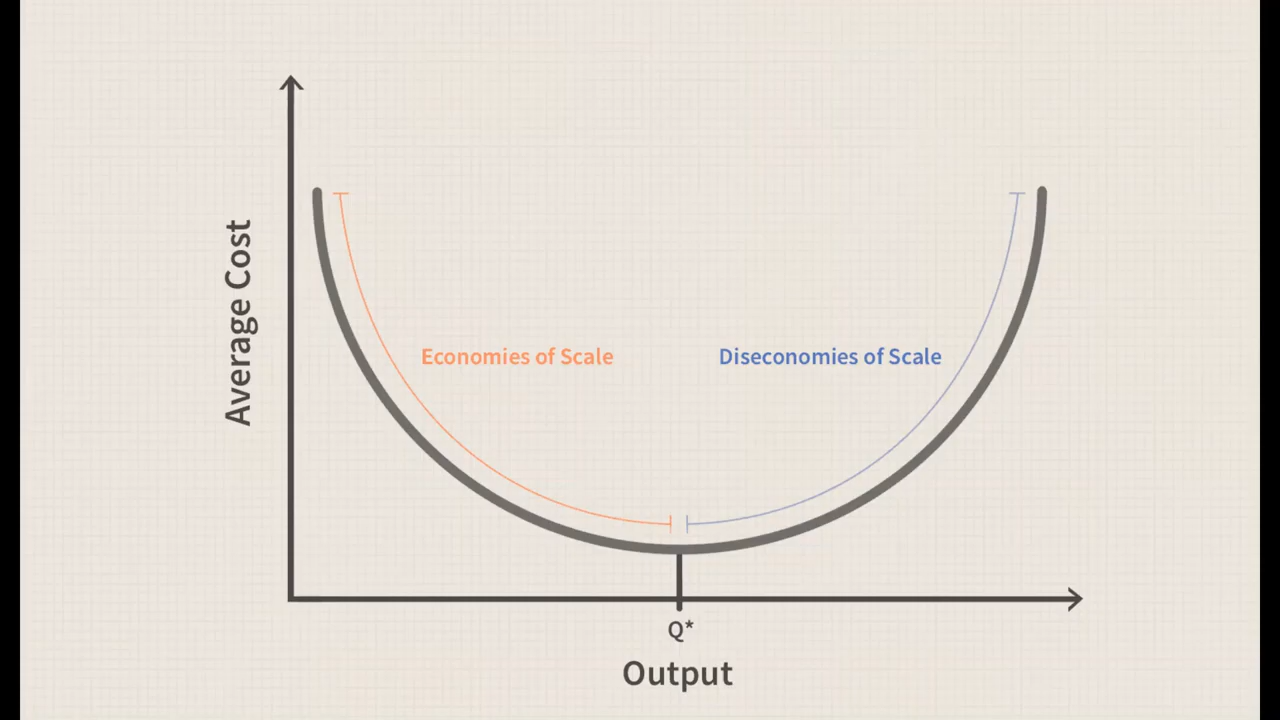 Average Cost
Economies of Scale
Diseconomies of Scale
Q*
Output